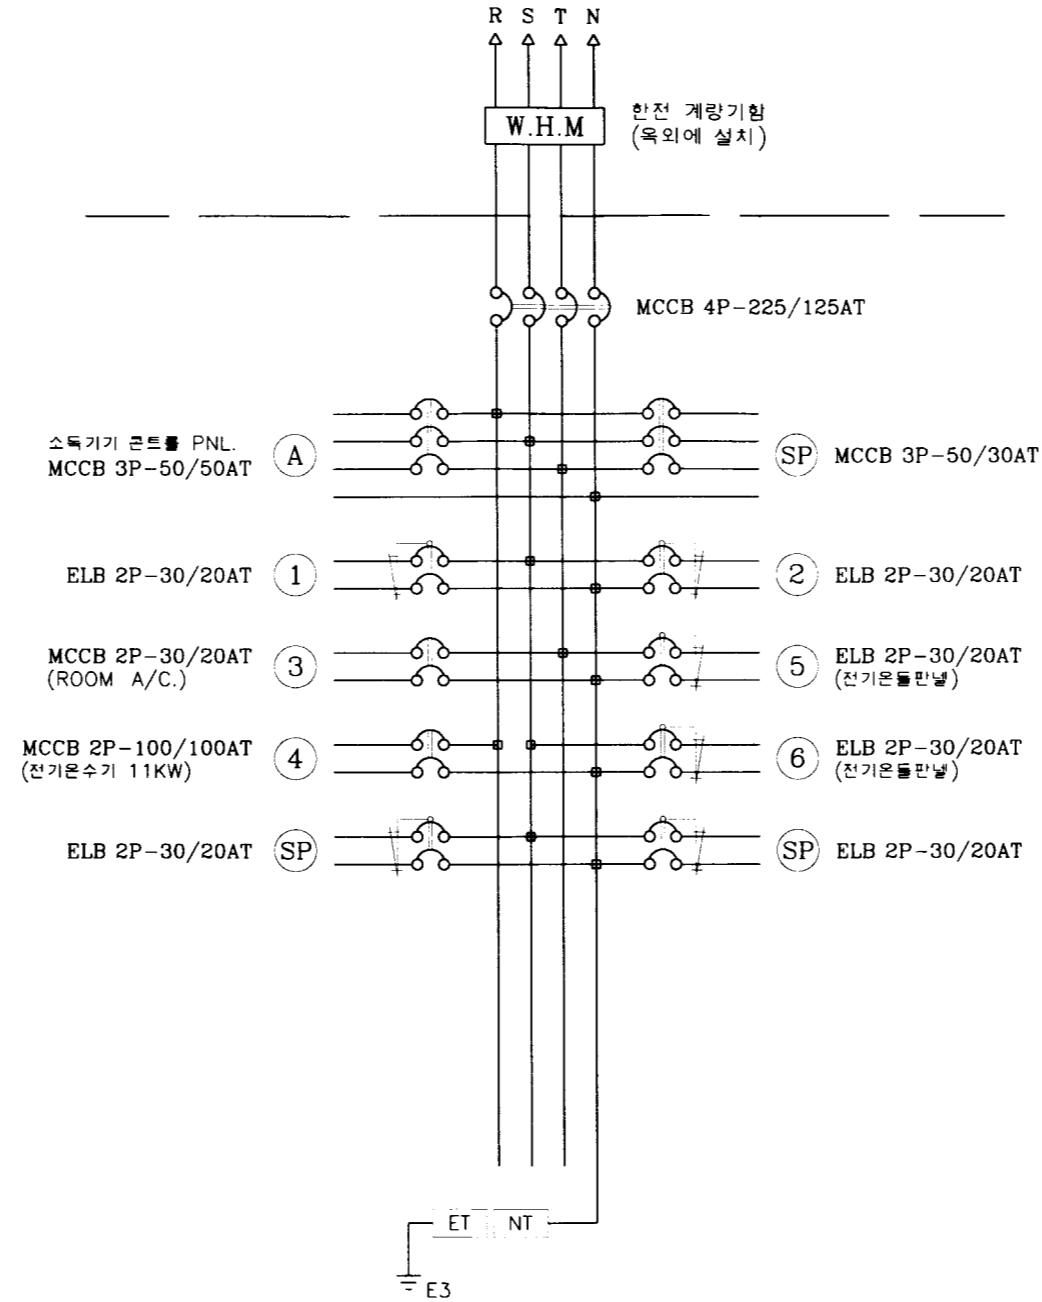 R S T N
W.H.M
한전 계량기함
(옥외에 설치)
MCCB 4P-225/125AT
소독기기 콘트롤 PNL.
MCCB 3P-50/50AT
A
SP
MCCB 3P-50/30AT
ELB 2P-30/20AT
1
2
ELB 2P-30/20AT
MCCB 2P-30/20AT
(ROOM A/C.)
3
5
ELB 2P-30/20AT
(전기온돌판넬)
MCCB 2P-100/100AT
(전기온수기 11KW)
4
6
ELB 2P-30/20AT
(전기온돌판넬)
ELB 2P-30/20AT
SP
SP
ELB 2P-30/20AT
ET NT
E3